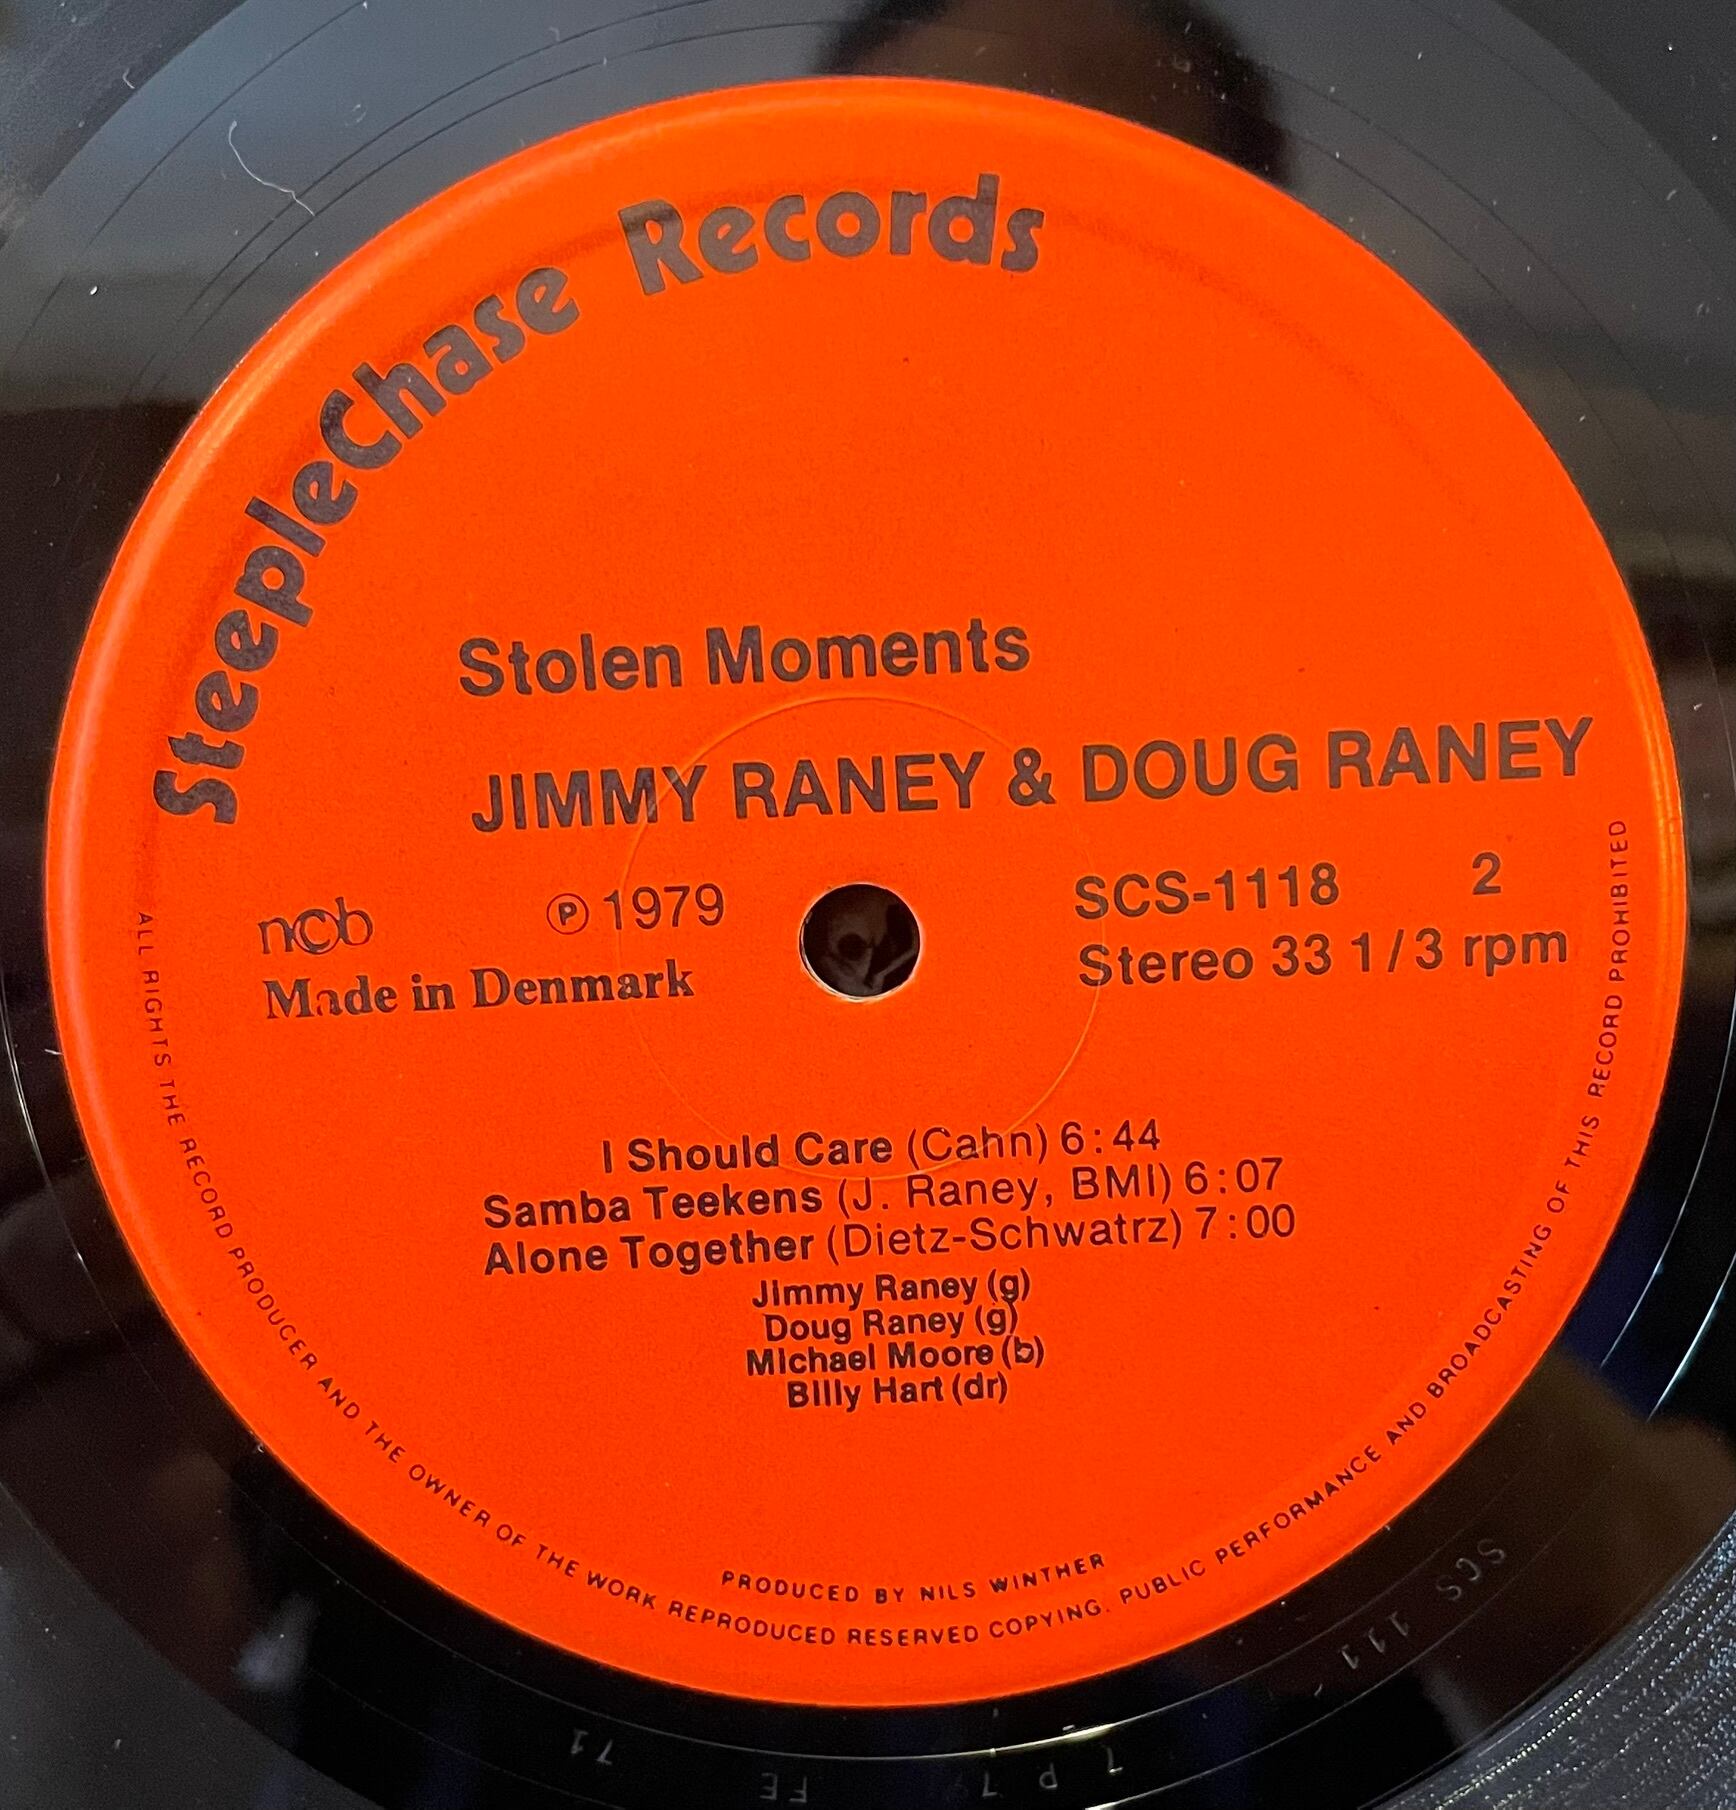 SteepleChase Records
Stolen Moments
JIMMY RANEY & DOUG RANEY
ncb ℗ 1979 SCS-1118 2
Made in Denmark Stereo 33 1/3 rpm
I Should Care (Cahn) 6:44
Samba Teekens (J. Raney, BMI) 6:07
Alone Together (Dietz-Schwatrz) 7:00
Jimmy Raney (g)
Doug Raney (g)
Michael Moore (b)
Billy Hart (dr)
PRODUCED BY NILS WINTHER
ALL RIGHTS THE RECORD PRODUCER AND THE OWNER OF THE WORK REPRODUCED RESERVED COPYING. PUBLIC PERFORMANCE AND BROADCASTING OF THIS RECORD PROHIBITED
SCS 111